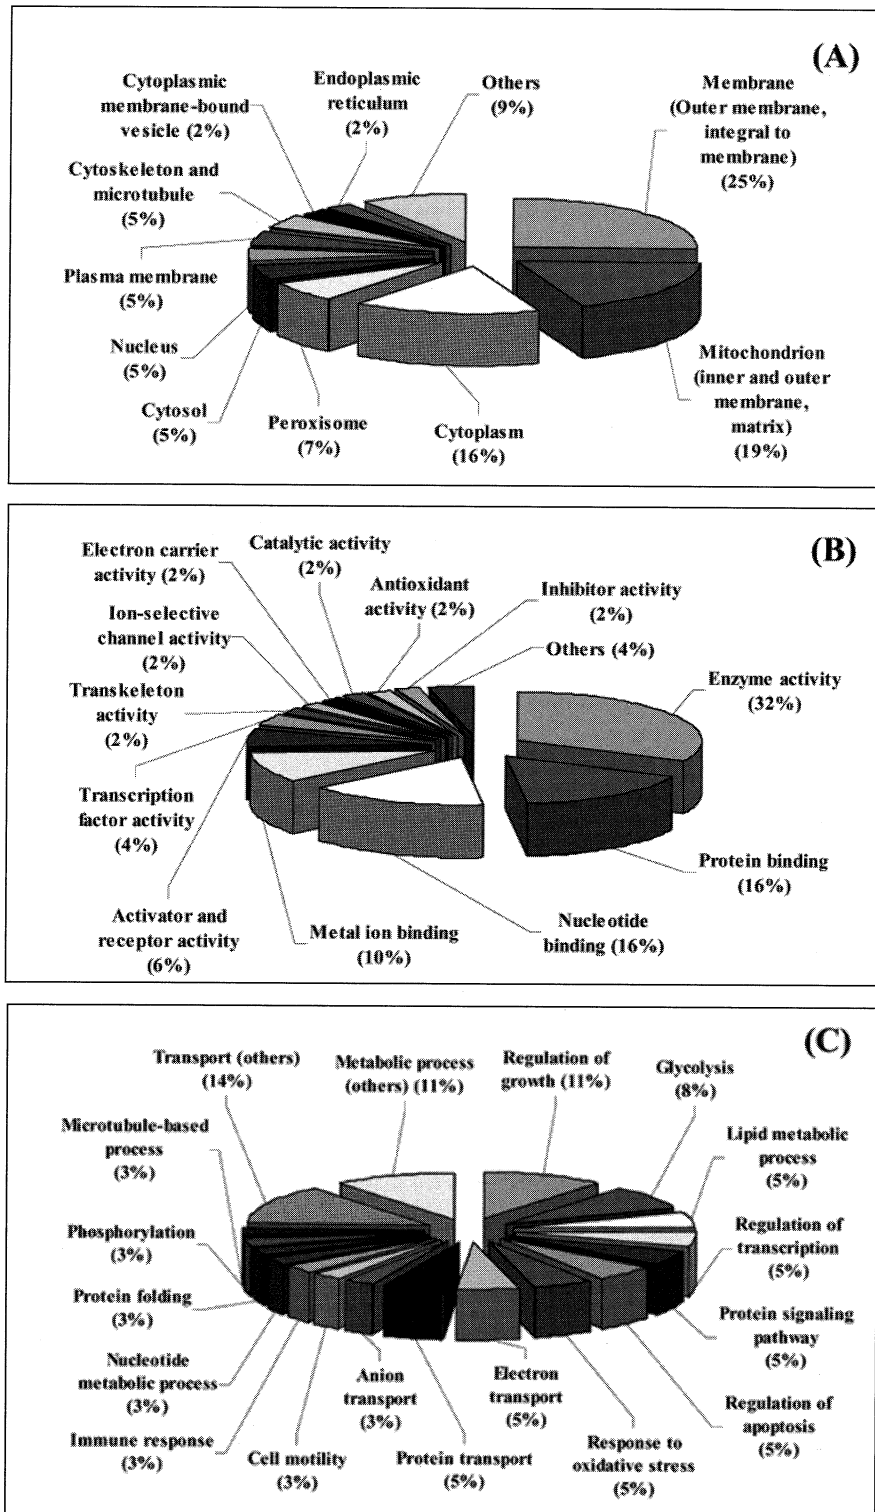 (A)
Cytoplasmic
membrane-bound
vesicle (2%)
Endoplasmic
reticulum
(2%)
Others
(9%)
Membrane
(Outer membrane,
integral to
membrane)
(25%)
Cytoskeleton and
microtubule
(5%)
Plasma membrane
(5%)
Nucleus
(5%)
Cytosol
(5%)
Peroxisome
(7%)
Cytoplasm
(16%)
Mitochondrion
(inner and outer
membrane,
matrix)
(19%)
(B)
Electron carrier
activity (2%)
Catalytic activity
(2%)
Antioxidant
activity (2%)
Inhibitor activity
(2%)
Others (4%)
Enzyme activity
(32%)
Ion-selective
channel activity
(2%)
Transkeleton
activity
(2%)
Transcription
factor activity
(4%)
Activator and
receptor activity
(6%)
Metal ion binding
(10%)
Nucleotide
binding (16%)
Protein binding
(16%)
(C)
Transport (others)
(14%)
Metabolic process
(others) (11%)
Regulation of
growth (11%)
Glycolysis
(8%)
Microtubule-based
process
(3%)
Lipid metabolic
process
(5%)
Phosphorylation
(3%)
Regulation of
transcription
(5%)
Protein folding
(3%)
Protein signaling
pathway
(5%)
Nucleotide
metabolic process
(3%)
Anion
transport
(3%)
Electron
transport
(5%)
Regulation of
apoptosis
(5%)
Immune response
(3%)
Cell motility
(3%)
Protein transport
(5%)
Response to
oxidative stress
(5%)